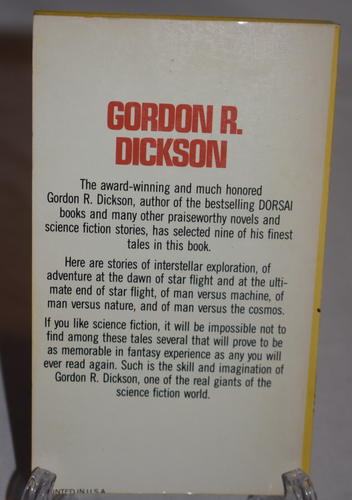 GORDON R.
DICKSON
The award-winning and much honored
Gordon R. Dickson, author of the bestselling DORSAI
books and many other praiseworthy novels and
science fiction stories, has selected nine of his finest
tales in this book.
Here are stories of interstellar exploration, of
adventure at the dawn of star flight and at the ulti-
mate end of star flight, of man versus machine, of
man versus nature, and of man versus the cosmos.
If you like science fiction, it will be impossible not to
find among these tales several that will prove to be
as memorable in fantasy experience as any you will
ever read again. Such is the skill and imagination of
Gordon R. Dickson, one of the real giants of the
science fiction world.
IN U.S.A.